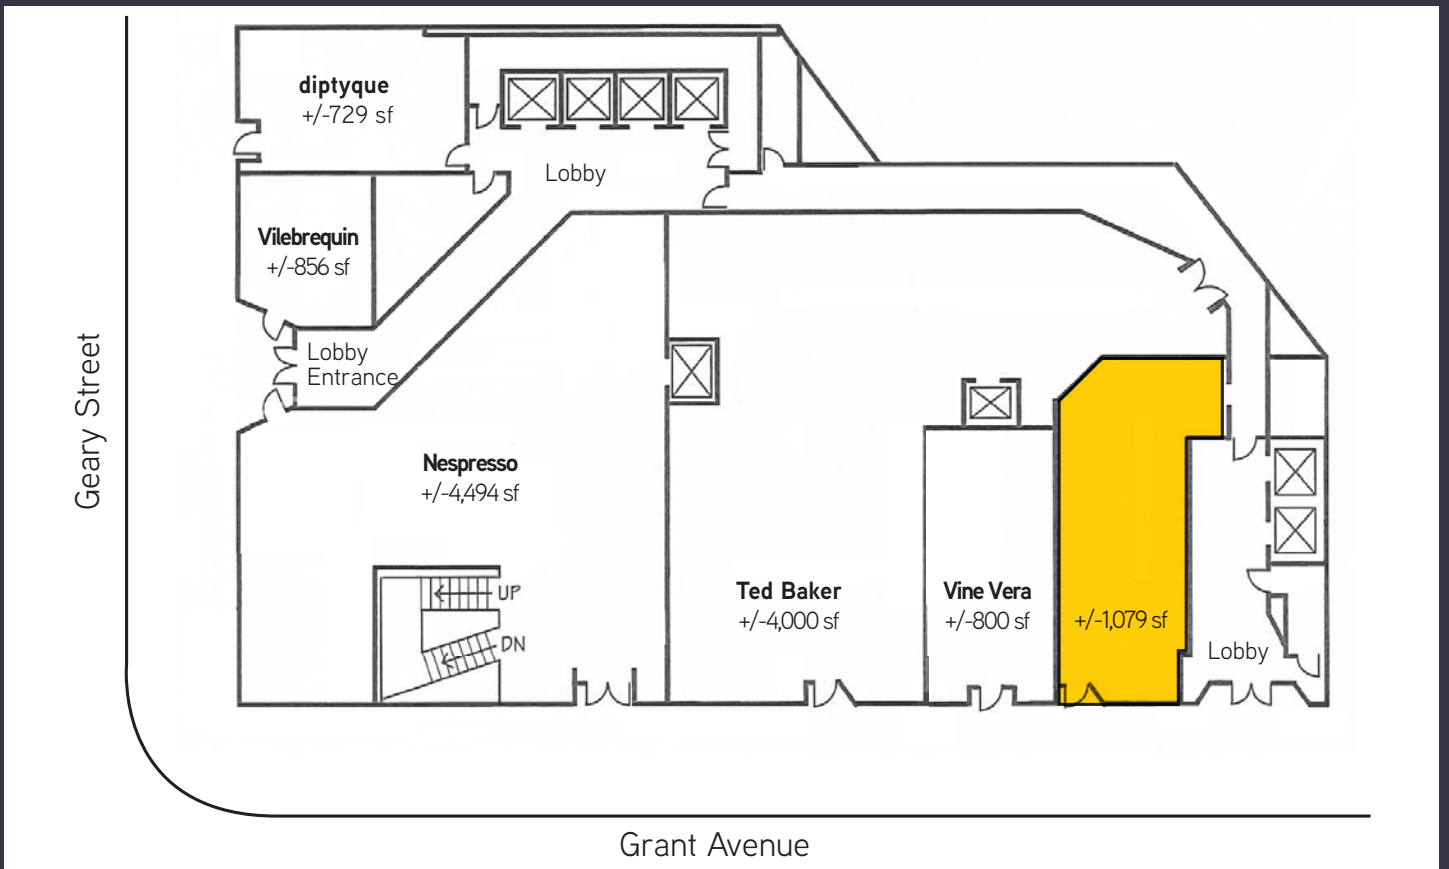 diptyque
+/-729 sf
Lobby
Vilebrequin
+/-856 sf
Lobby
Entrance
Geary Street
Nespresso
+/-4,494 sf
UP
DN
Ted Baker
+/-4,000 sf
Vine Vera
+/-800 sf
+/-1,079 sf
Lobby
Grant Avenue